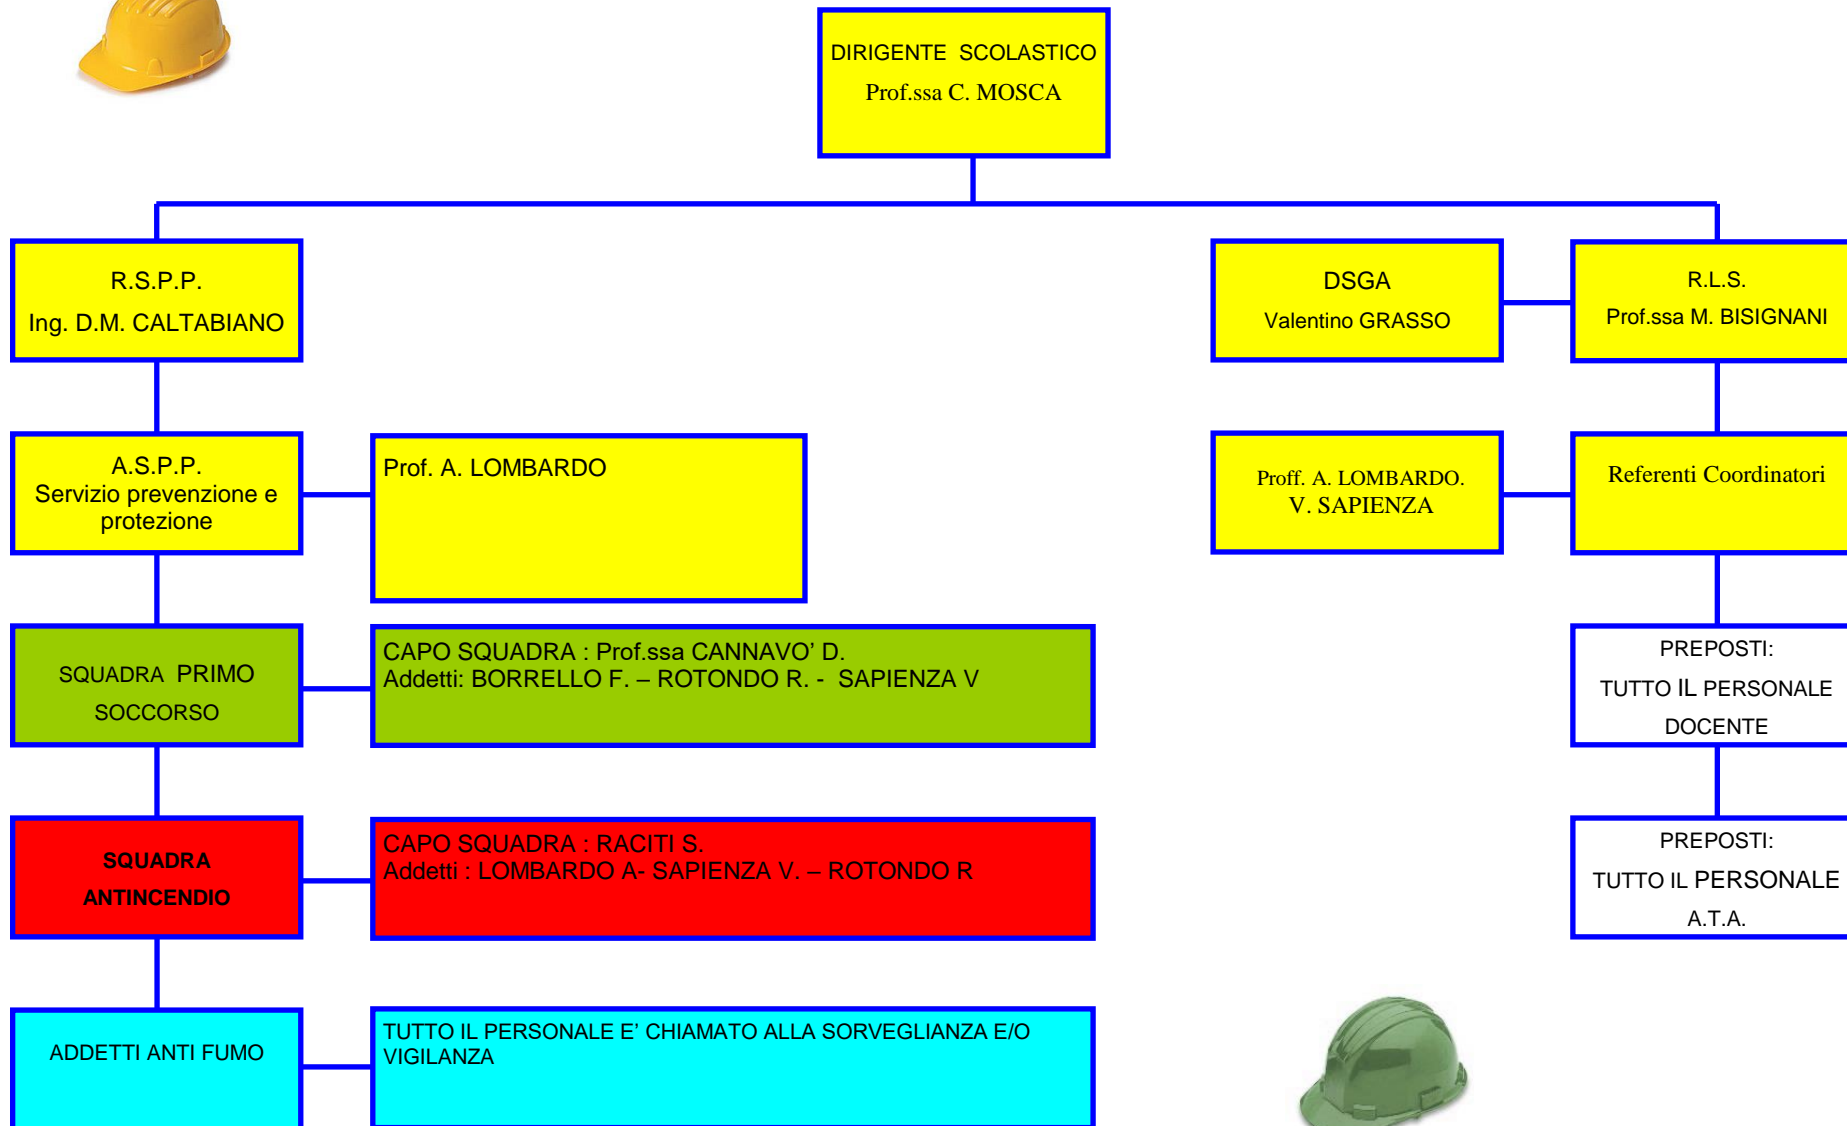 DIRIGENTE SCOLASTICO
Prof.ssa C. MOSCA
R.S.P.P.
Ing. D.M. CALTABIANO
DSGA
Valentino GRASSO
R.L.S.
Prof.ssa M. BISIGNANI
A.S.P.P.
Servizio prevenzione e
protezione
Prof. A. LOMBARDO
Proff. A. LOMBARDO.
V. SAPIENZA
Referenti Coordinatori
SQUADRA PRIMO
SOCCORSO
CAPO SQUADRA : Prof.ssa CANNAVO’ D.
Addetti: BORRELLO F. – ROTONDO R. - SAPIENZA V
PREPOSTI:
TUTTO IL PERSONALE
DOCENTE
SQUADRA
ANTINCENDIO
CAPO SQUADRA : RACITI S.
Addetti : LOMBARDO A- SAPIENZA V. – ROTONDO R
PREPOSTI:
TUTTO IL PERSONALE
A.T.A.
ADDETTI ANTI FUMO
TUTTO IL PERSONALE E’ CHIAMATO ALLA SORVEGLIANZA E/O
VIGILANZA